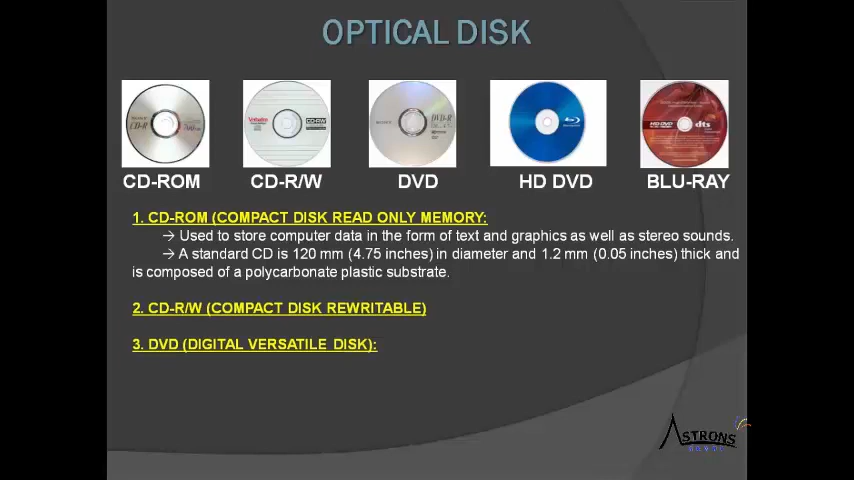 OPTICAL DISK
CD-ROM CD-R/W DVD HD DVD BLU-RAY
1. CD-ROM (COMPACT DISK READ ONLY MEMORY:
→ Used to store computer data in the form of text and graphics as well as stereo sounds.
→ A standard CD is 120 mm (4.75 inches) in diameter and 1.2 mm (0.05 inches) thick and
is composed of a polycarbonate plastic substrate.
2. CD-R/W (COMPACT DISK REWRITABLE)
3. DVD (DIGITAL VERSATILE DISK):
ASTRONS